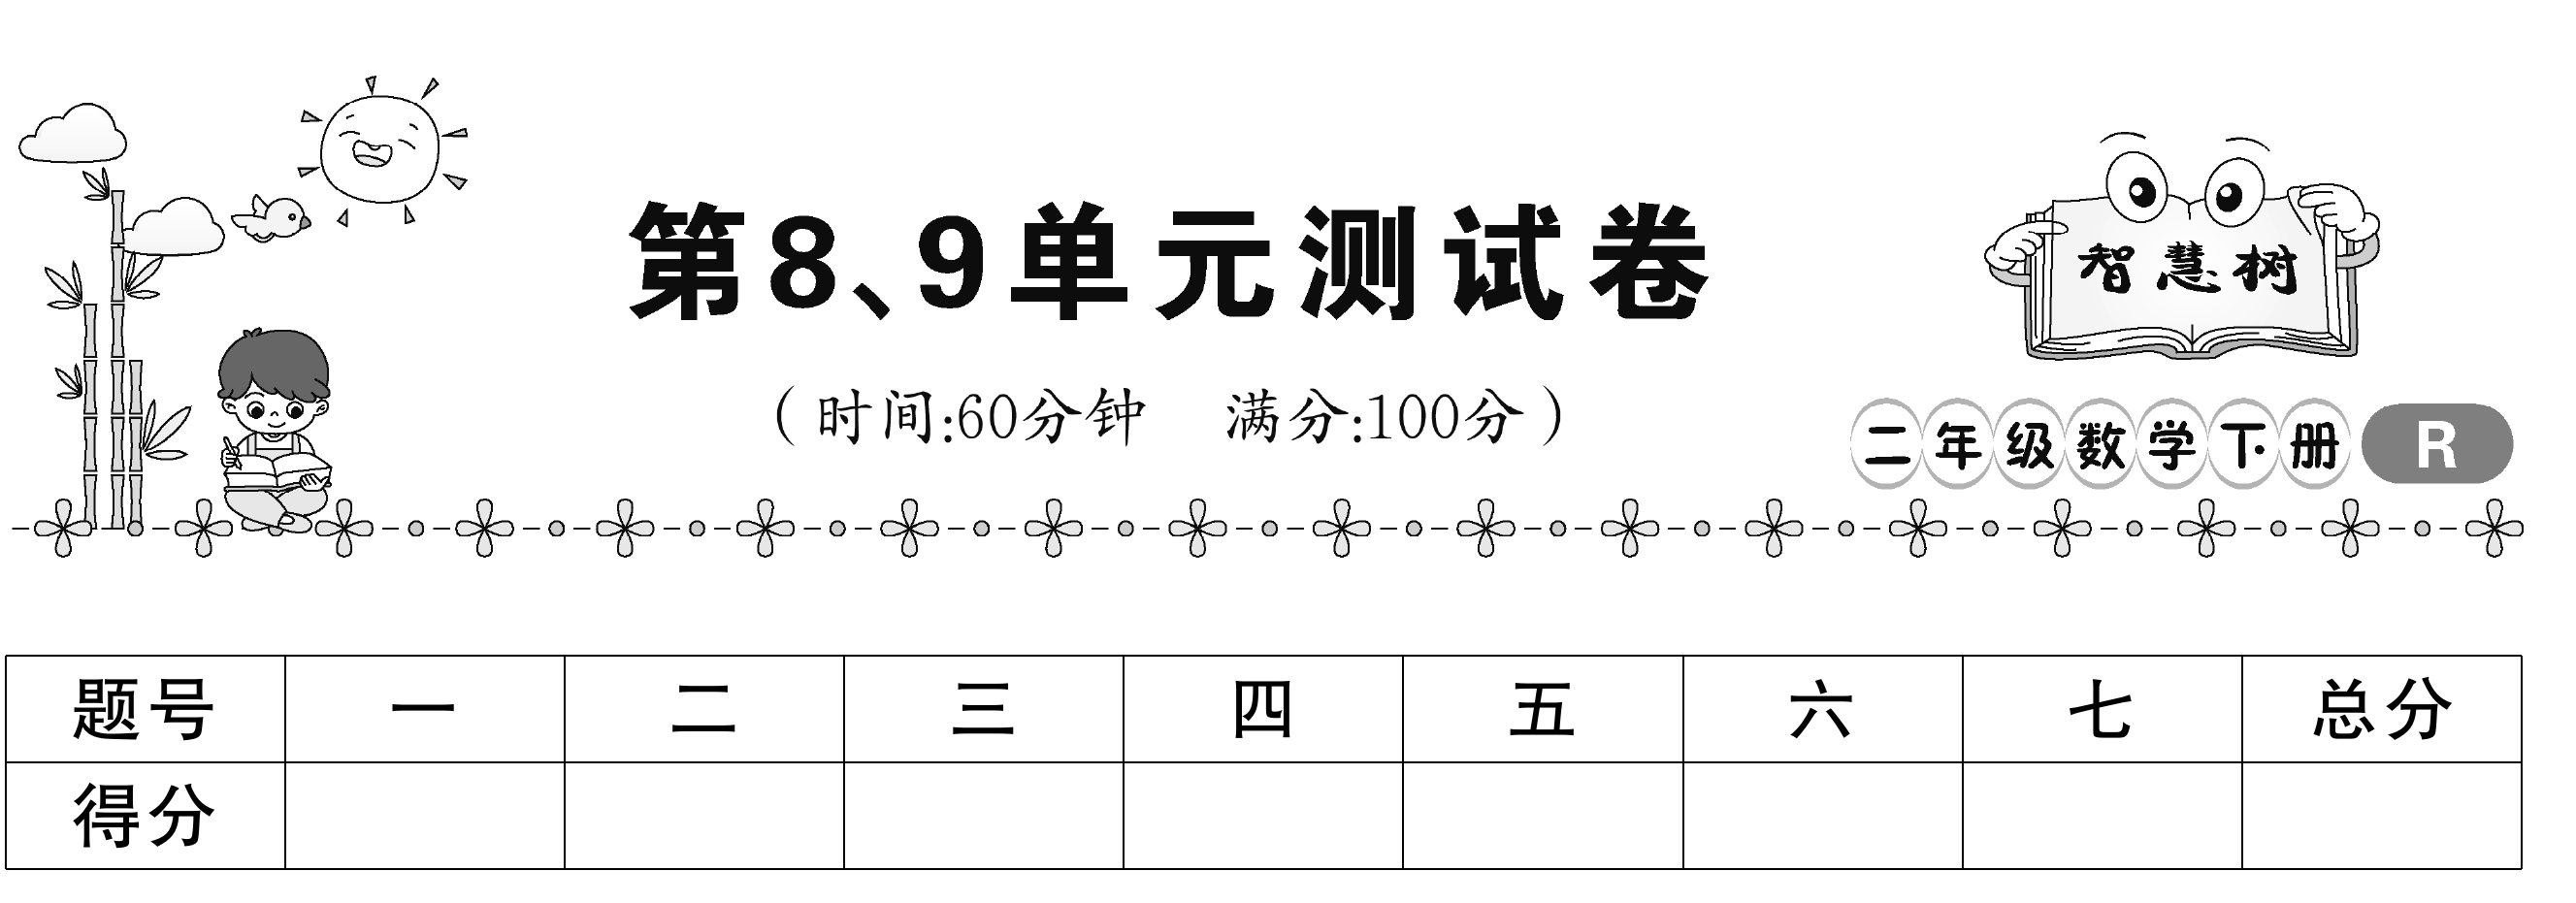 第8、9单元测试卷
智慧树
（时间:60分钟 满分:100分）
二年级数学下册 R
题号 一 二 三 四 五 六 七 总分
得分